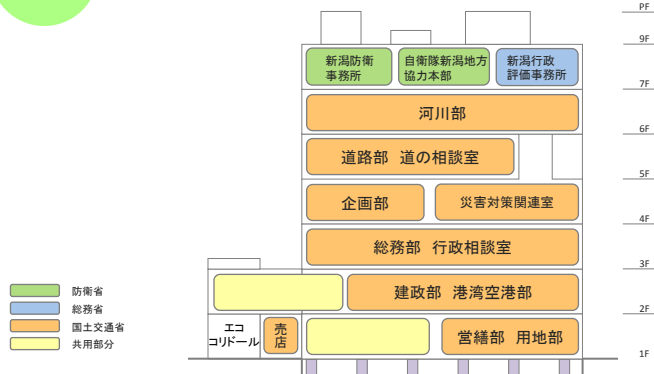 PF
9F
新潟防衛
事務所
自衛隊新潟地方
協力本部
新潟行政
評価事務所
7F
河川部
6F
道路部 道の相談室
5F
企画部
災害対策関連室
4F
総務部 行政相談室
3F
建政部 港湾空港部
2F
エコ
コリドール
売
店
営繕部 用地部
1F
防衛省
総務省
国土交通省
共用部分